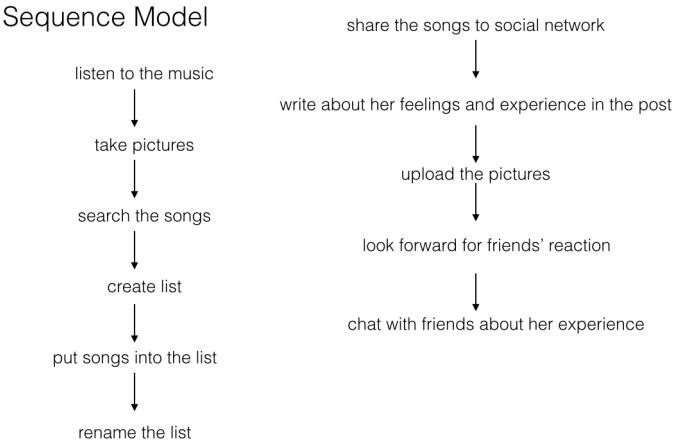 Sequence Model
listen to the music
take pictures
search the songs
create list
put songs into the list
rename the list
share the songs to social network
write about her feelings and experience in the post
upload the pictures
look forward for friends' reaction
chat with friends about her experience